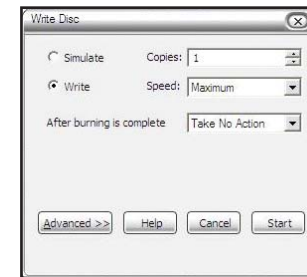 Write Disc
Simulate Copies: 1
Write Speed: Maximum
After burning is complete Take No Action
Advanced >> Help Cancel Start